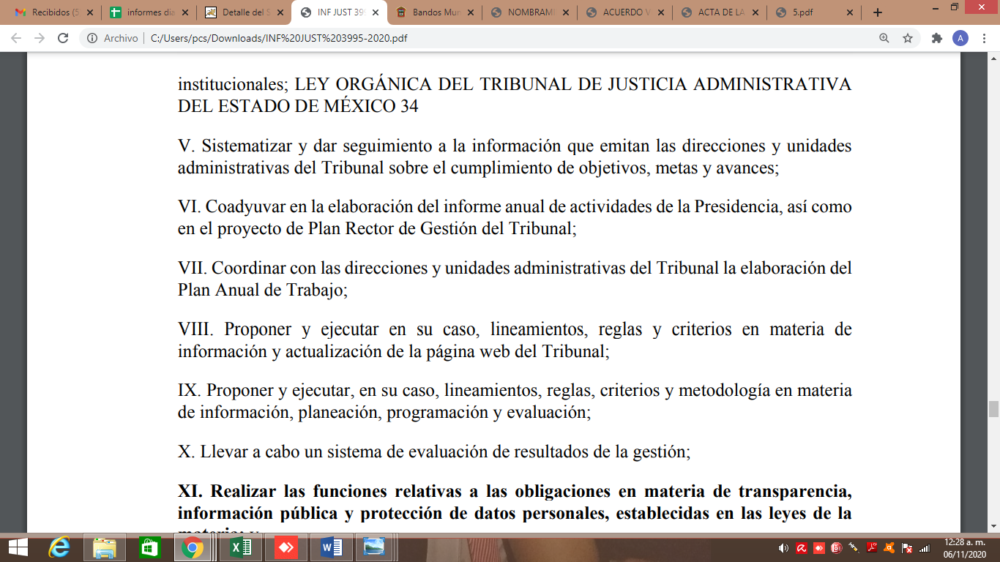 Recibidos (5
informes dia
Detalle del S
INF JUST 399
Bandos Mun
NOMBRAMI
ACUERDO V
ACTA DE LA
5.pdf
Archivo | C:/Users/pcs/Downloads/INF%20JUST%203995-2020.pdf
A
institucionales; LEY ORGÁNICA DEL TRIBUNAL DE JUSTICIA ADMINISTRATIVA
DEL ESTADO DE MÉXICO 34
V. Sistematizar y dar seguimiento a la información que emitan las direcciones y unidades
administrativas del Tribunal sobre el cumplimiento de objetivos, metas y avances;
VI. Coadyuvar en la elaboración del informe anual de actividades de la Presidencia, así como
en el proyecto de Plan Rector de Gestión del Tribunal;
VII. Coordinar con las direcciones y unidades administrativas del Tribunal la elaboración del
Plan Anual de Trabajo;
VIII. Proponer y ejecutar en su caso, lineamientos, reglas y criterios en materia de
información y actualización de la página web del Tribunal;
IX. Proponer y ejecutar, en su caso, lineamientos, reglas, criterios y metodología en materia
de información, planeación, programación y evaluación;
X. Llevar a cabo un sistema de evaluación de resultados de la gestión;
XI. Realizar las funciones relativas a las obligaciones en materia de transparencia,
información pública y protección de datos personales, establecidas en las leyes de la
materia; y
12:28 a. m.
06/11/2020